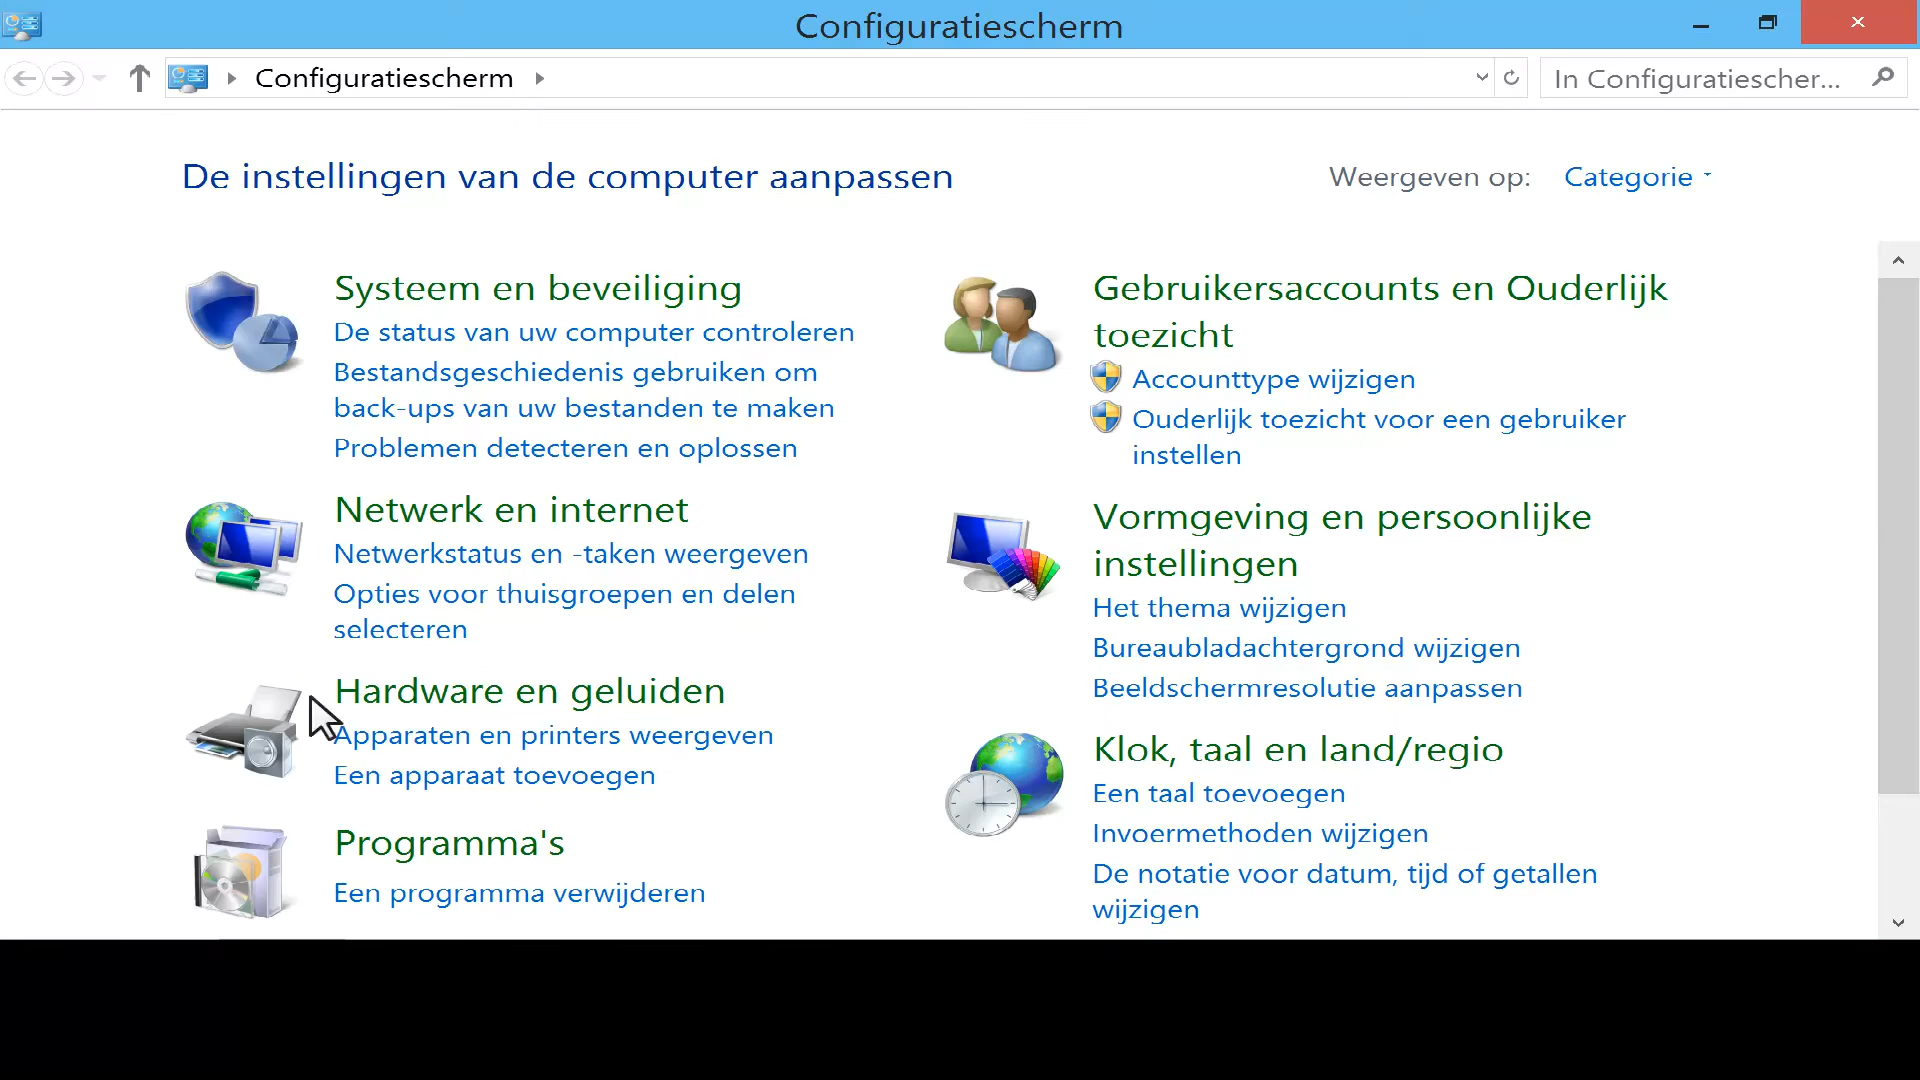 Configuratiescherm
Configuratiescherm
In Configuratiescher...
De instellingen van de computer aanpassen
Weergeven op: Categorie
Systeem en beveiliging
De status van uw computer controleren
Bestandsgeschiedenis gebruiken om
back-ups van uw bestanden te maken
Problemen detecteren en oplossen
Netwerk en internet
Netwerkstatus en -taken weergeven
Opties voor thuisgroepen en delen
selecteren
Hardware en geluiden
Apparaten en printers weergeven
Een apparaat toevoegen
Programma's
Een programma verwijderen
Gebruikersaccounts en Ouderlijk
toezicht
Accounttype wijzigen
Ouderlijk toezicht voor een gebruiker
instellen
Vormgeving en persoonlijke
instellingen
Het thema wijzigen
Bureaubladachtergrond wijzigen
Beeldschermresolutie aanpassen
Klok, taal en land/regio
Een taal toevoegen
Invoermethoden wijzigen
De notatie voor datum, tijd of getallen
wijzigen